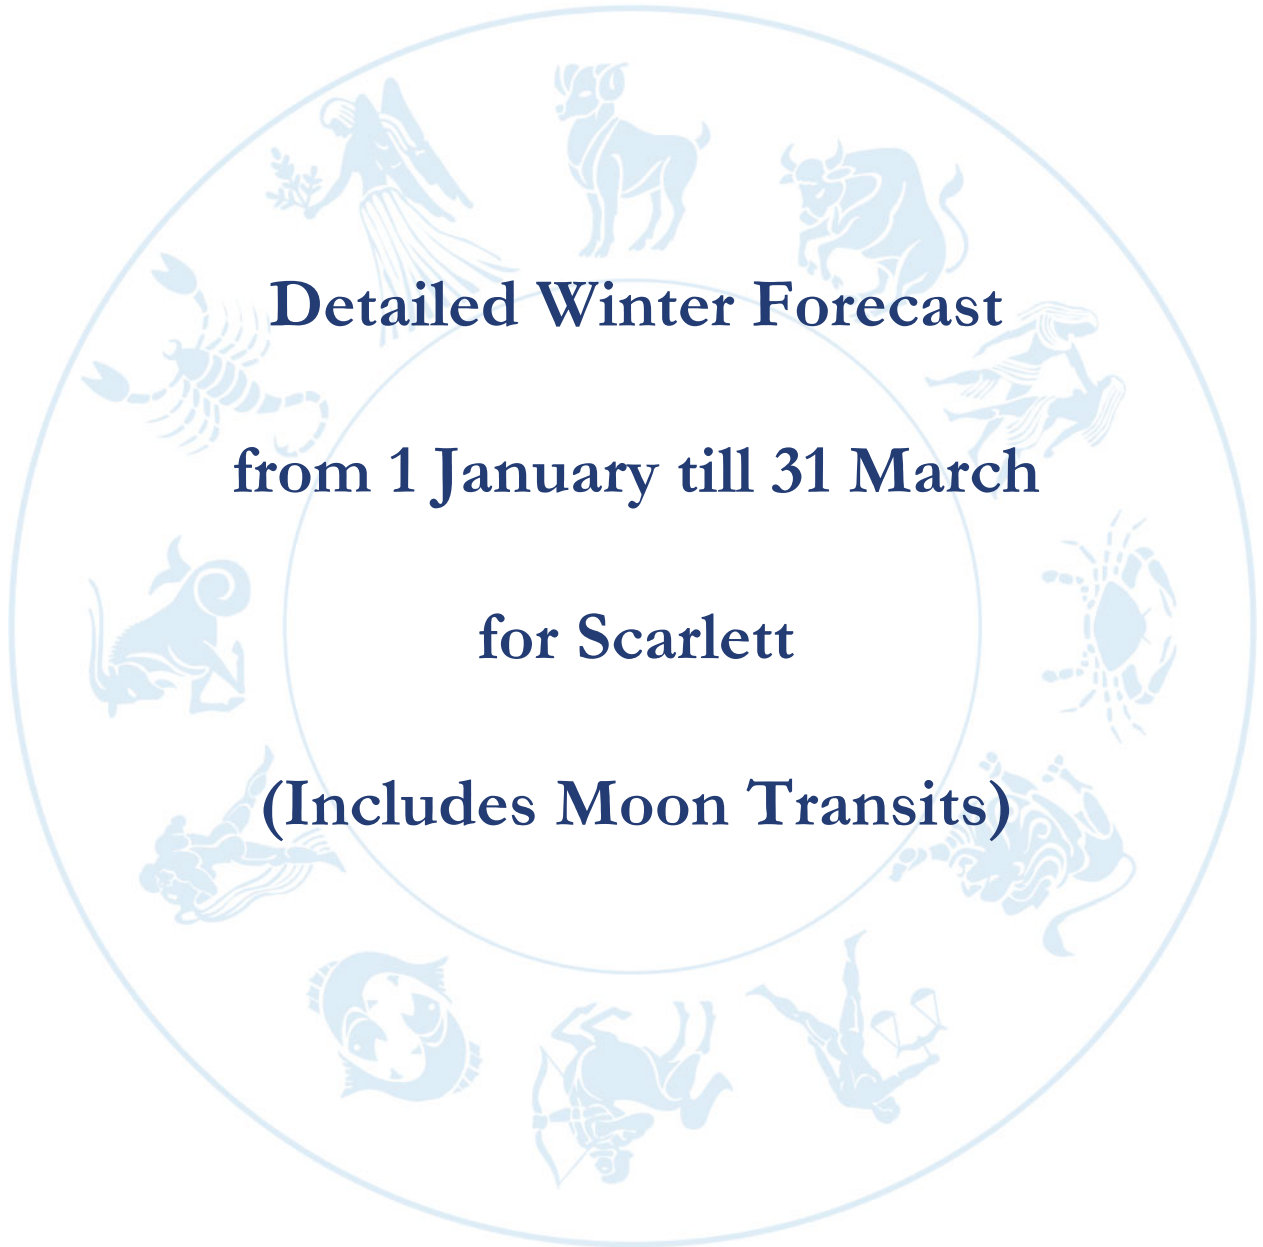 Detailed Winter Forecast
from 1 January till 31 March
for Scarlett
(Includes Moon Transits)